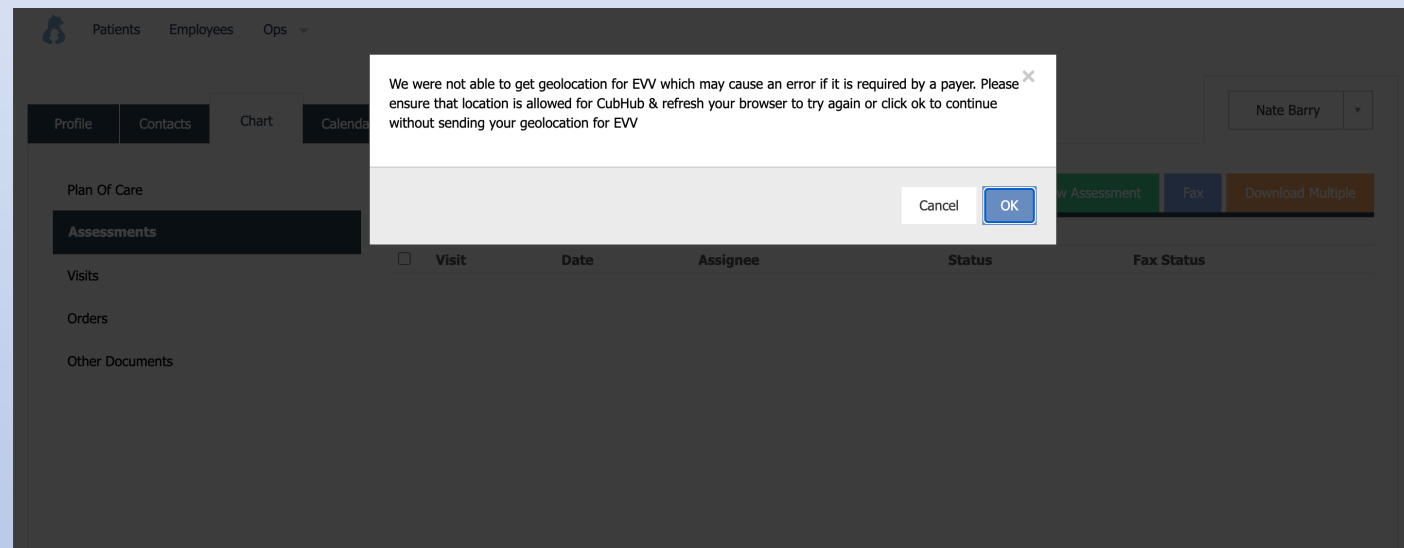 Patients Employees Ops
We were not able to get geolocation for EVV which may cause an error if it is required by a payer. Please
ensure that location is allowed for CubHub & refresh your browser to try again or click ok to continue
without sending your geolocation for EVV
×
Cancel OK
Profile Contacts Chart Nate Barry
Plan Of Care
Assessments
Visits
Orders
Other Documents
Assessment Fax Download Multiple
Visit Date Assignee Status Fax Status